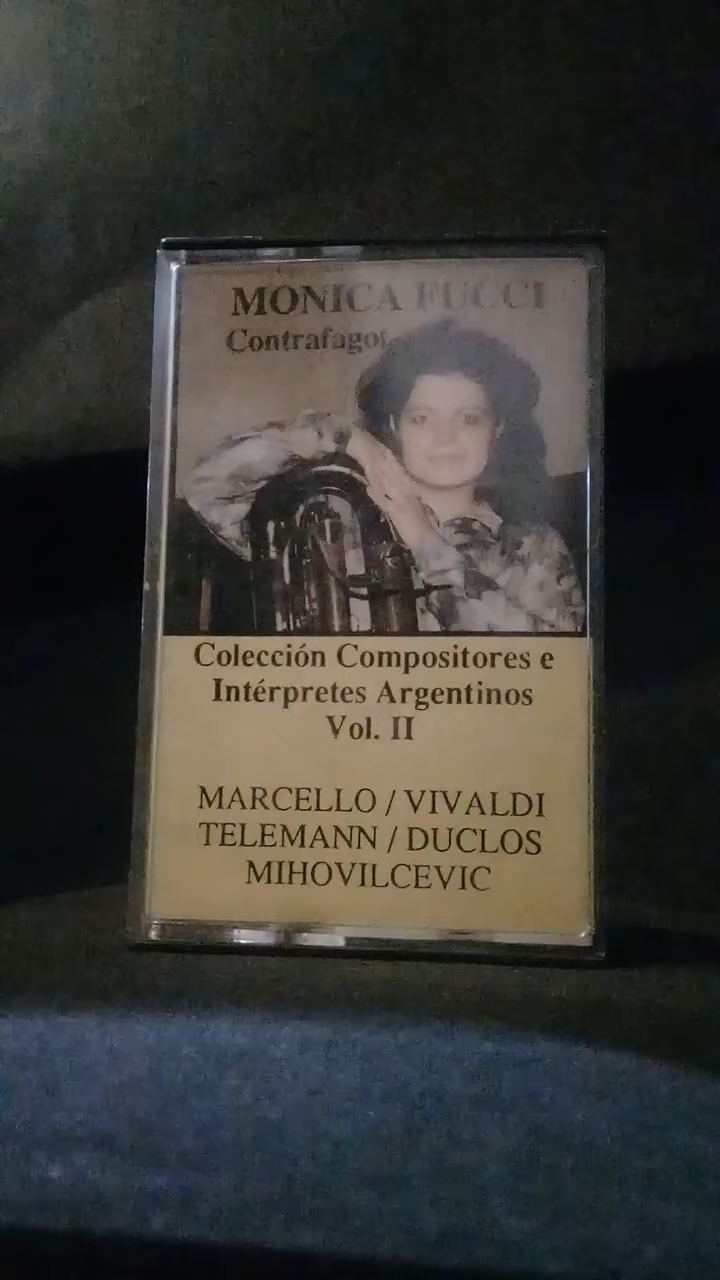 MONICA FUCCI
Contrafagot
Colección Compositores e
Intérpretes Argentinos
Vol. II
MARCELLO / VIVALDI
TELEMANN / DUCLOS
MIHOVILCEVIC